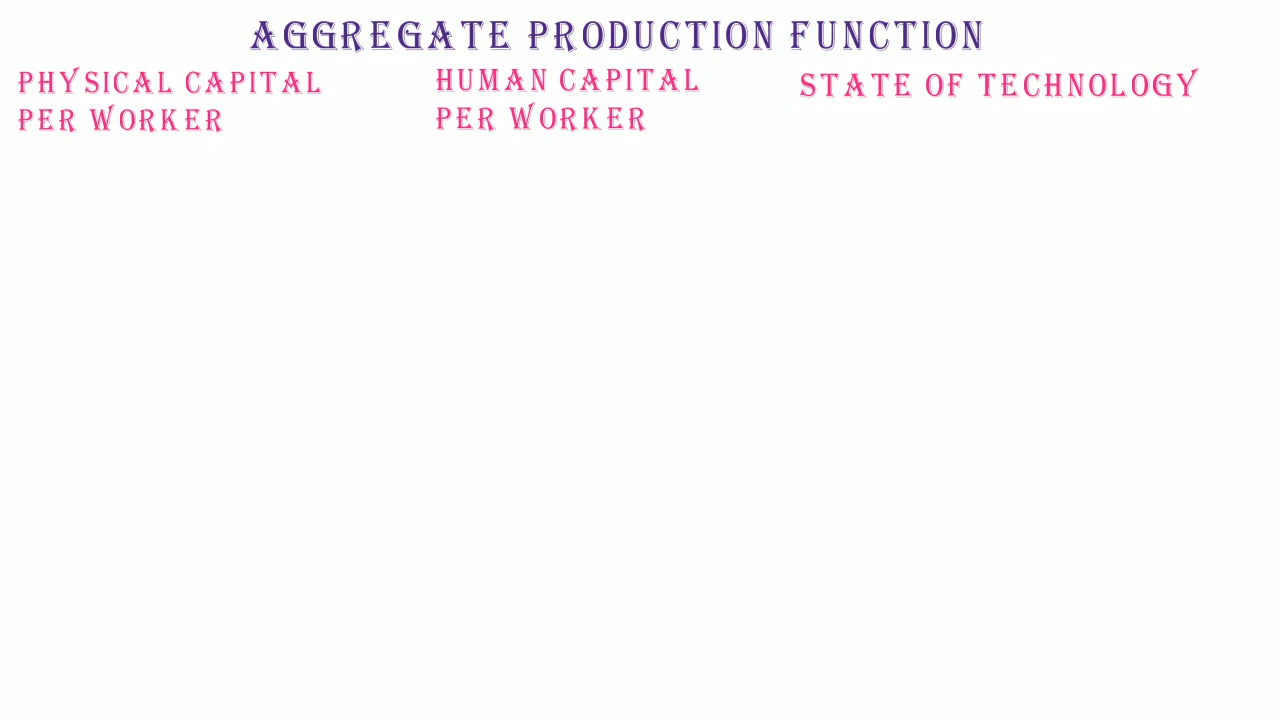 AGGREGATE PRODUCTION FUNCTION
PHYSICAL CAPITAL
PER WORKER
HUMAN CAPITAL
PER WORKER
STATE OF TECHNOLOGY